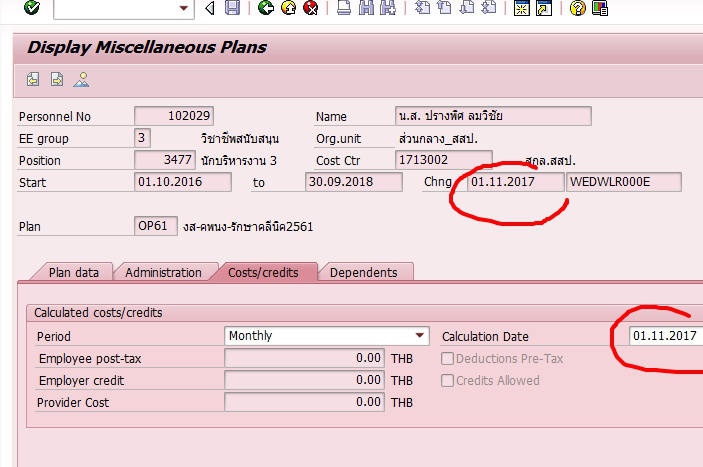 Display Miscellaneous Plans
Personnel No 102029 Name น.ส. ปรางพิศ ลมวิชัย
EE group 3 วิชาชีพสนับสนุน Org.unit ส่วนกลาง_สสป.
Position 3477 นักบริหารงาน 3 Cost Ctr 1713002 สกล.สสป.
Start 01.10.2016 to 30.09.2018 Chng 01.11.2017 WEDWLR000E
Plan OP61 งส-คพนง-รักษาคลีนิค2561
Plan data Administration Costs/credits Dependents
Calculated costs/credits
Period Monthly Calculation Date 01.11.2017
Employee post-tax 0.00 THB Deductions Pre-Tax
Employer credit 0.00 THB Credits Allowed
Provider Cost 0.00 THB